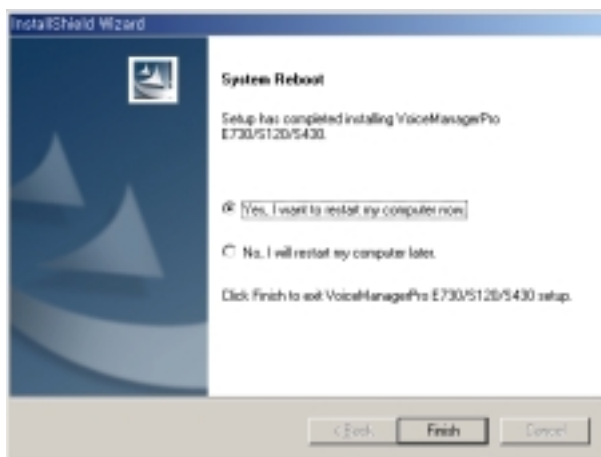 InstallShield Wizard
System Reboot
Setup has completed installing VoiceManagerPro
E730/S120/S430.
Yes, I want to restart my computer now.
No, I will restart my computer later.
Click Finish to exit VoiceManagerPro E730/S120/S430 setup.
< Back
Finish
Cancel